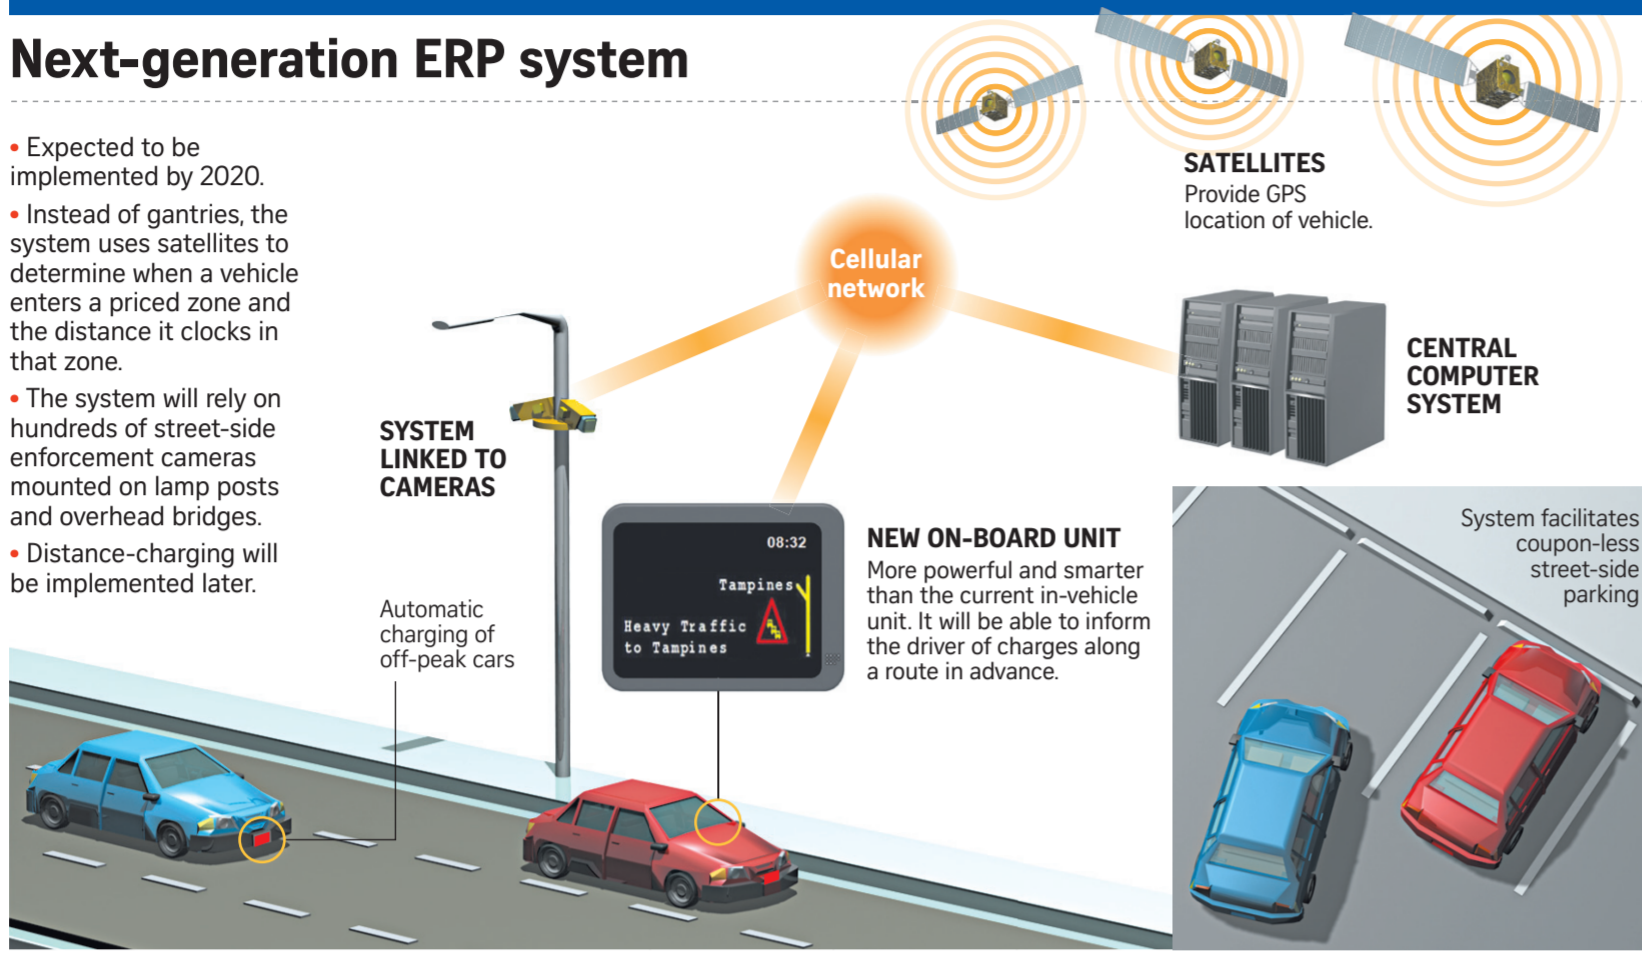 Next-generation ERP system
• Expected to be
implemented by 2020.
• Instead of gantries, the
system uses satellites to
determine when a vehicle
enters a priced zone and
the distance it clocks in
that zone.
• The system will rely on
hundreds of street-side
enforcement cameras
mounted on lamp posts
and overhead bridges.
• Distance-charging will
be implemented later.
SATELLITES
Provide GPS
location of vehicle.
Cellular
network
CENTRAL
COMPUTER
SYSTEM
SYSTEM
LINKED TO
CAMERAS
08:32
Tampines
Heavy Traffic
to Tampines
NEW ON-BOARD UNIT
More powerful and smarter
than the current in-vehicle
unit. It will be able to inform
the driver of charges along
a route in advance.
System facilitates
coupon-less
street-side
parking
Automatic
charging of
off-peak cars